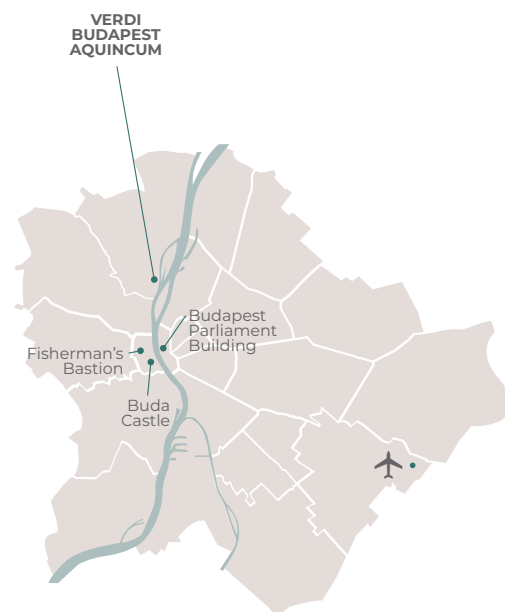 VERDI
BUDAPEST
AQUINCUM
Budapest
Parliament
Building
Fisherman’s
Bastion
Buda
Castle